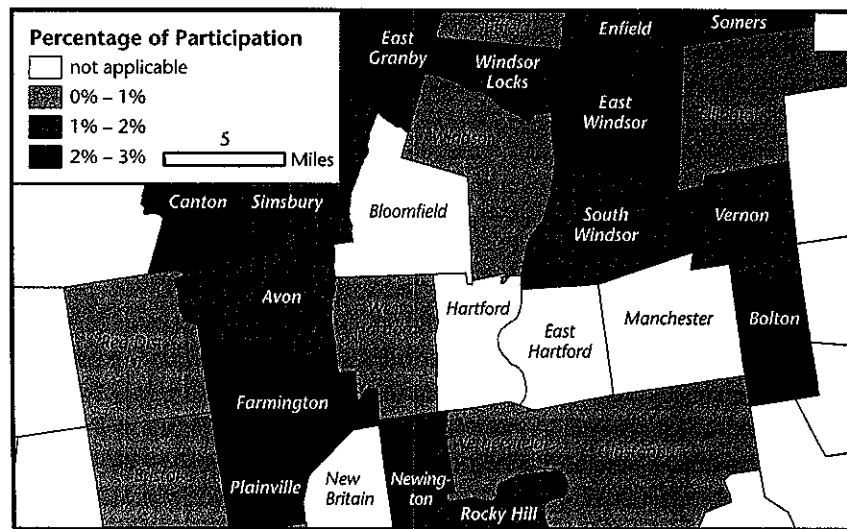 Percentage of Participation
not applicable
0% – 1%
1% – 2%
2% – 3%
5
Miles
East
Granby
Windsor
Locks
Enfield
Somers
East
Windsor
Windsor
Canton
Simsbury
Bloomfield
South
Windsor
Vernon
Avon
Hartford
East
Hartford
Manchester
Bolton
Farmington
Plainville
New
Britain
Newing-
ton
Rocky Hill